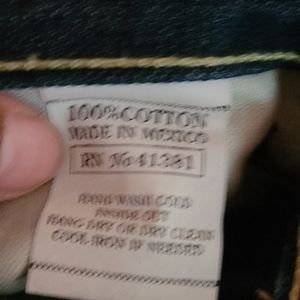 100% COTTON
MADE IN MEXICO
RN No 41381
HAND WASH COLD
INSIDE OUT
HANG DRY OR DRY CLEAN
COOL IRON IF NEEDED